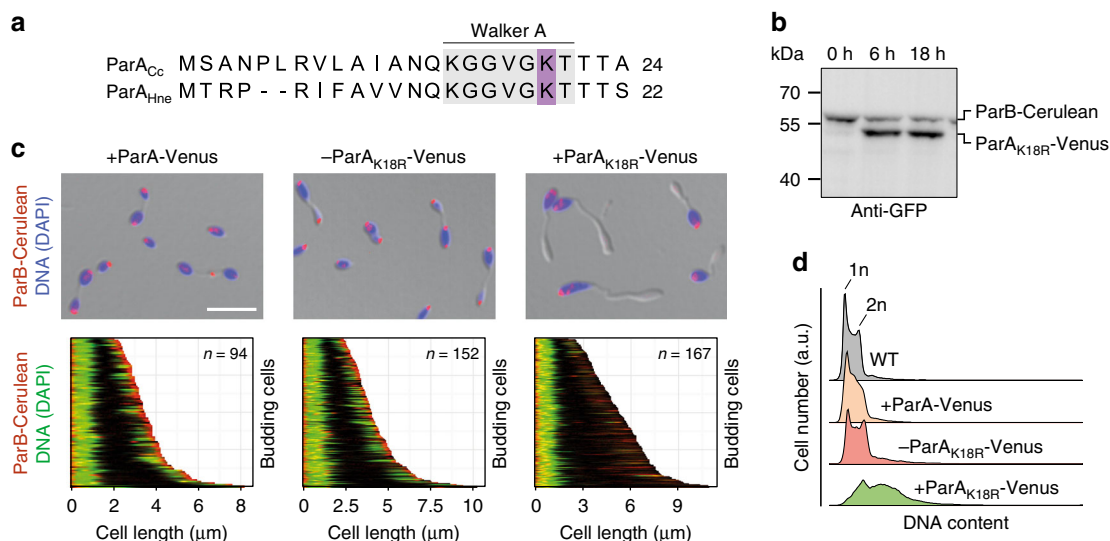 a
Walker A
ParACc M S A N P L R V L A I A N Q K G G V G K T T T A 24
ParAHne M T R P - - R I F A V V N Q K G G V G K T T T S 22
b
kDa 0 h 6 h 18 h
70
55
40
ParB-Cerulean
ParAK18R-Venus
Anti-GFP
c
+ParA-Venus
–ParAK18R-Venus
+ParAK18R-Venus
ParB-Cerulean
DNA (DAPI)
ParB-Cerulean
DNA (DAPI)
n = 94
Budding cells
0 2 4 6 8
Cell length (μm)
n = 152
Budding cells
0 2.5 5 7.5 10
Cell length (μm)
n = 167
Budding cells
0 3 6 9
Cell length (μm)
d
Cell number (a.u.)
1n
2n
WT
+ParA-Venus
–ParAK18R-Venus
+ParAK18R-Venus
DNA content